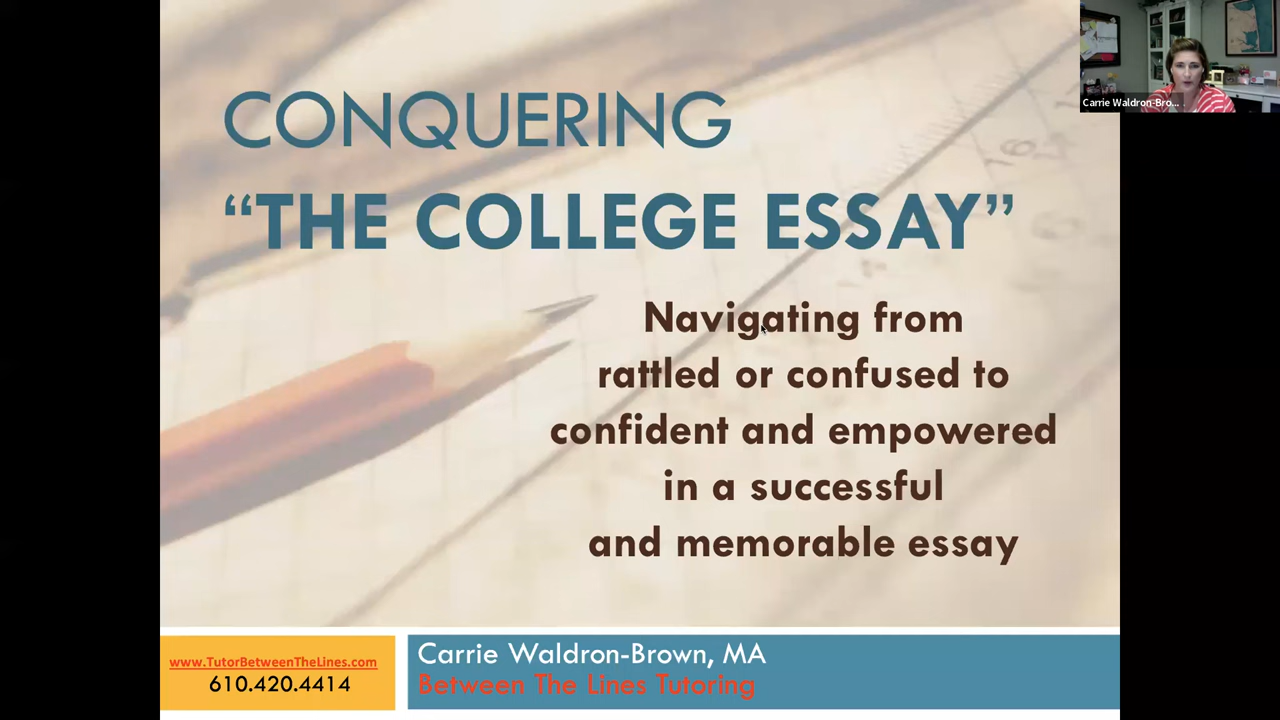 CONQUERING
“THE COLLEGE ESSAY”
Navigating from
rattled or confused to
confident and empowered
in a successful
and memorable essay
www.TutorBetweenTheLines.com
610.420.4414
Carrie Waldron-Brown, MA
Between The Lines Tutoring
Carrie Waldron-Bro...